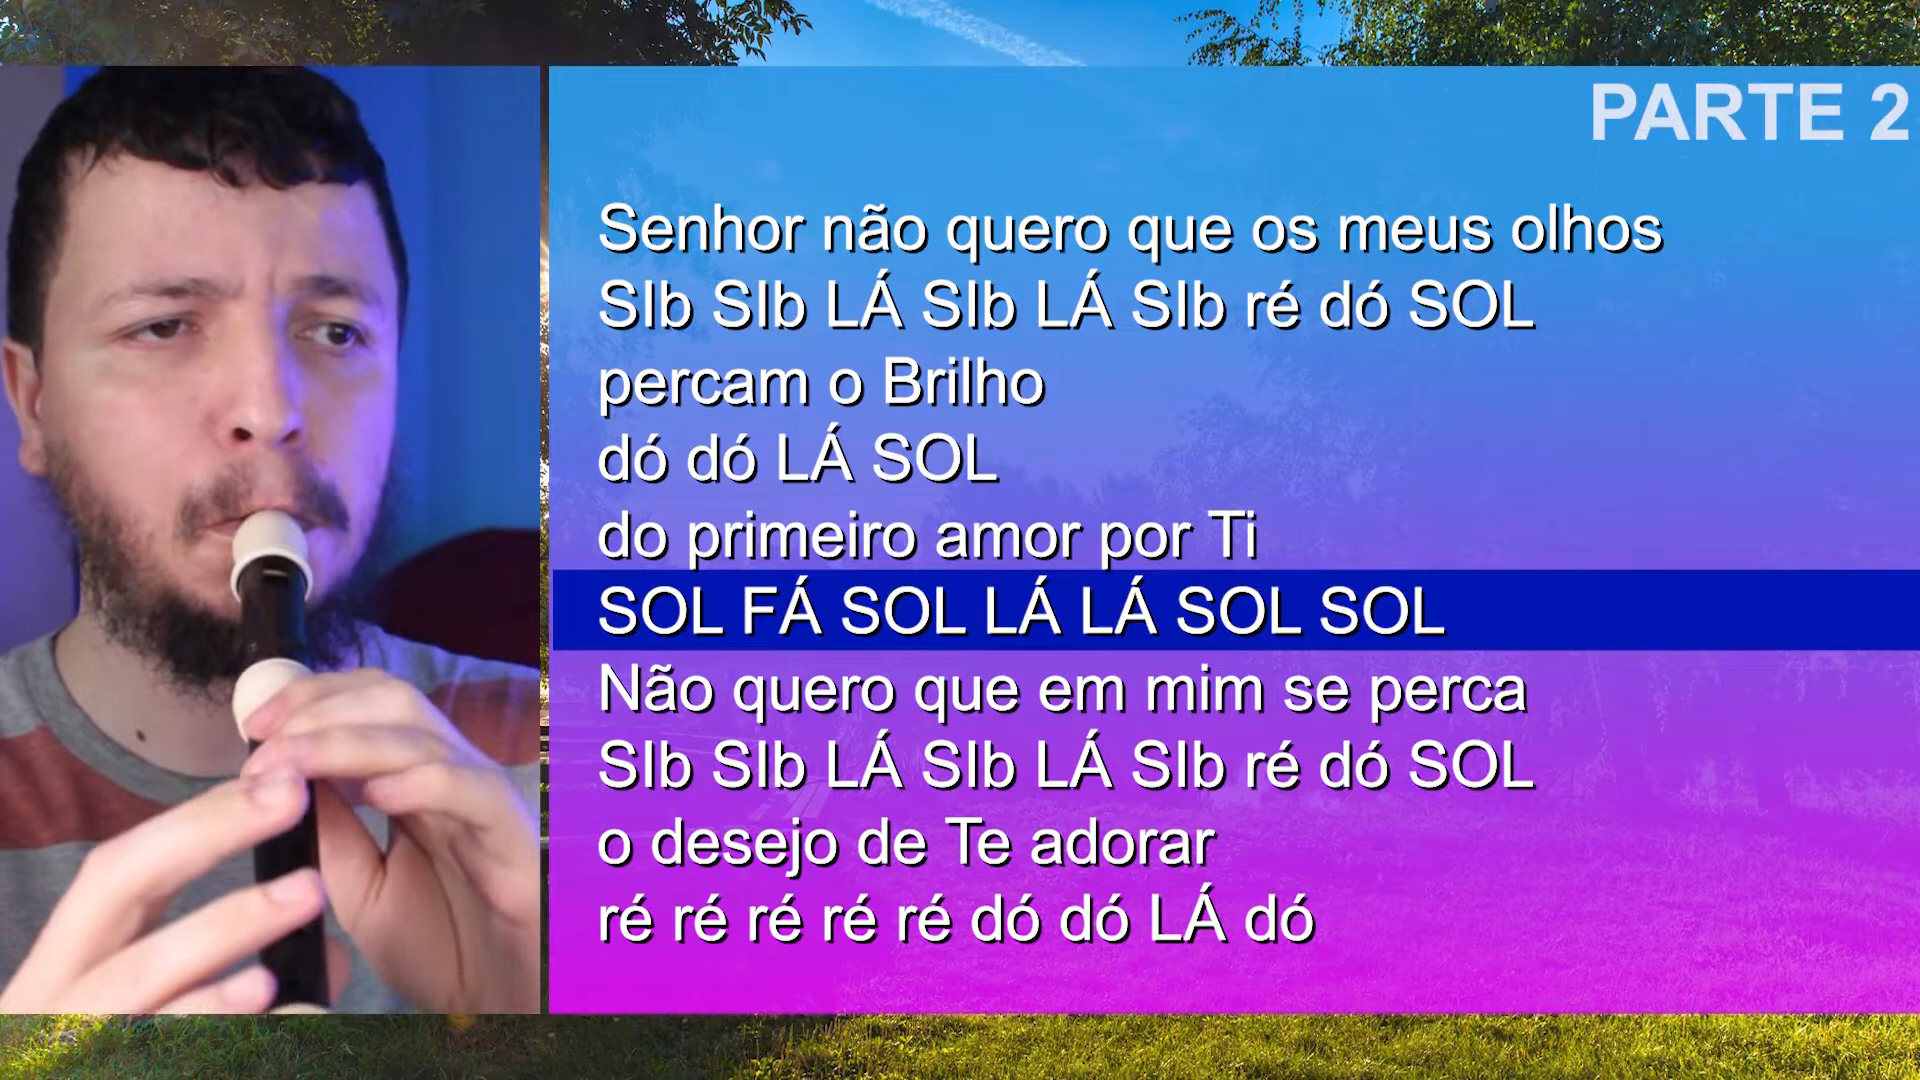 PARTE 2
Senhor não quero que os meus olhos
SIb SIb LÁ SIb LÁ SIb ré dó SOL
percam o Brilho
dó dó LÁ SOL
do primeiro amor por Ti
SOL FÁ SOL LÁ LÁ SOL SOL
Não quero que em mim se perca
SIb SIb LÁ SIb LÁ SIb ré dó SOL
o desejo de Te adorar
ré ré ré ré ré dó dó LÁ dó